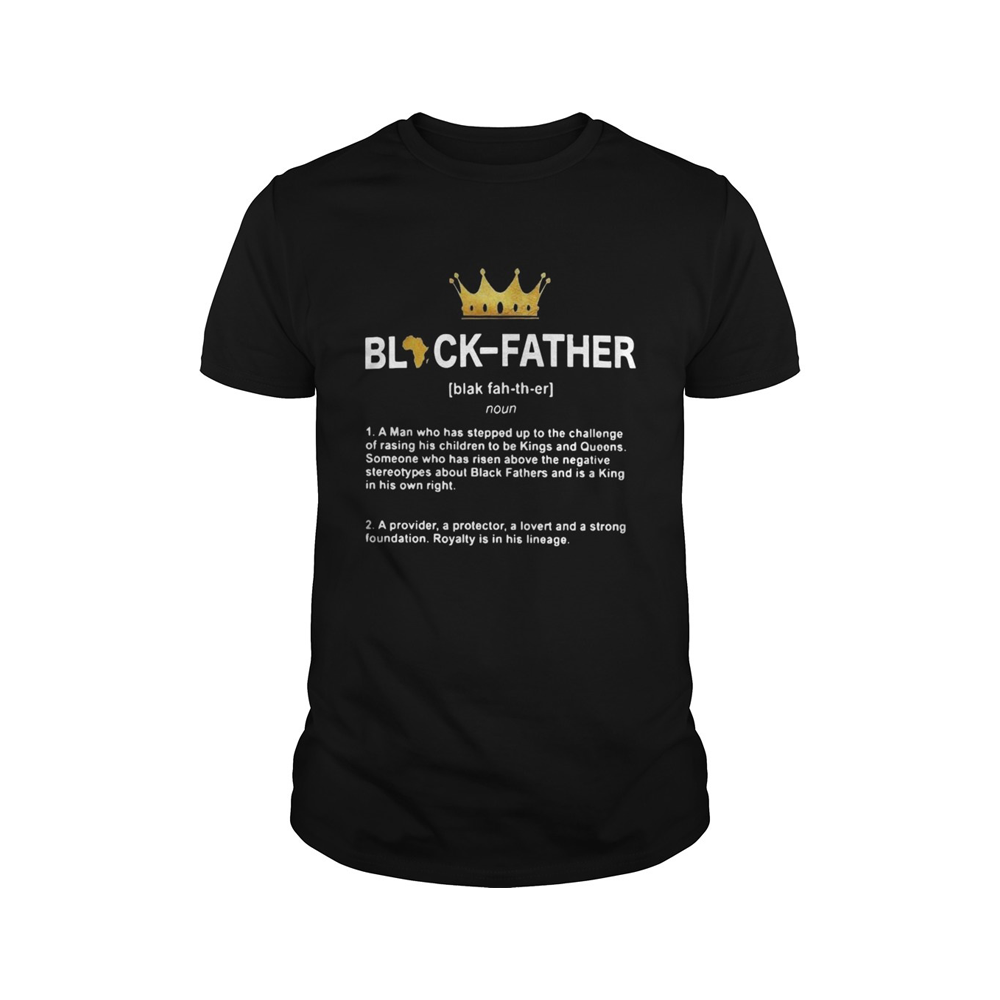 BLACK-FATHER
[blak fah-th-er]
noun
1. A Man who has stepped up to the challenge
of rasing his children to be Kings and Queens.
Someone who has risen above the negative
stereotypes about Black Fathers and is a King
in his own right.
2. A provider, a protector, a lovert and a strong
foundation. Royalty is in his lineage.